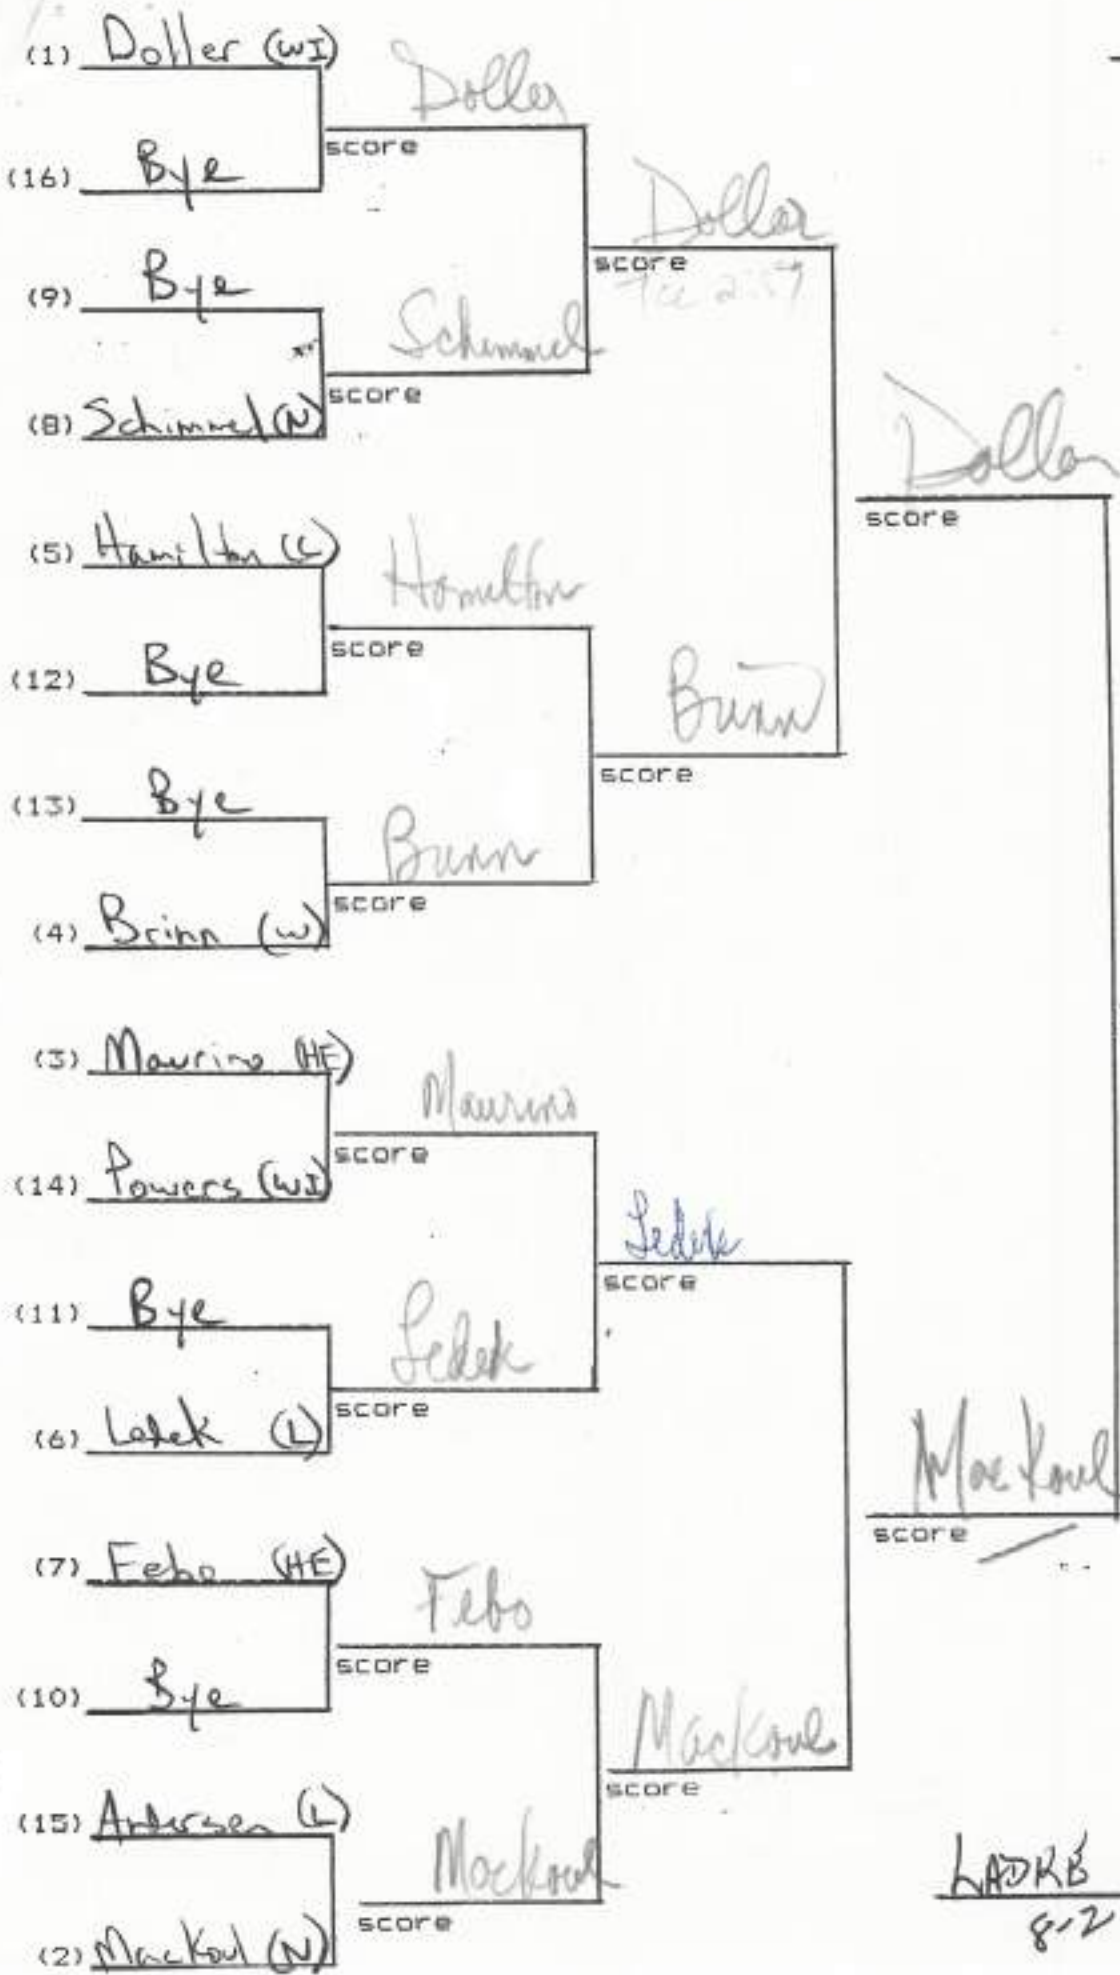 (1) Doller (WI)
Doller
score
(16) Bye
Dollar
score
(9) Bye
Schimmel
score
(8) Schimmel (N)
Doller
score
(5) Hamilton (L)
Hamilton
score
(12) Bye
Brinn
score
(13) Bye
Brinn
score
(4) Brinn (W)
(3) Maurino (HE)
Maurino
score
(14) Powers (WI)
Ledek
score
(11) Bye
Ledek
score
(6) Ledek (L)
MacKoul
score
(7) Febo (HE)
Febo
score
(10) Bye
Mackoul
score
(15) Andersen (L)
Mackoul
score
(2) MacKoul (N)
8-2